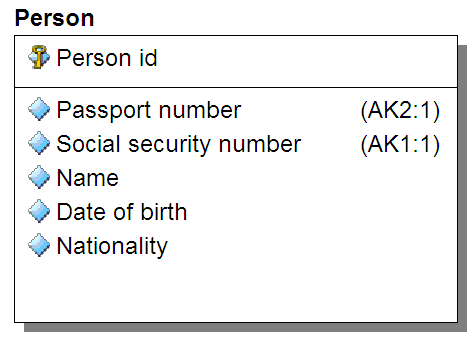 Person
Person id
Passport number (AK2:1)
Social security number (AK1:1)
Name
Date of birth
Nationality